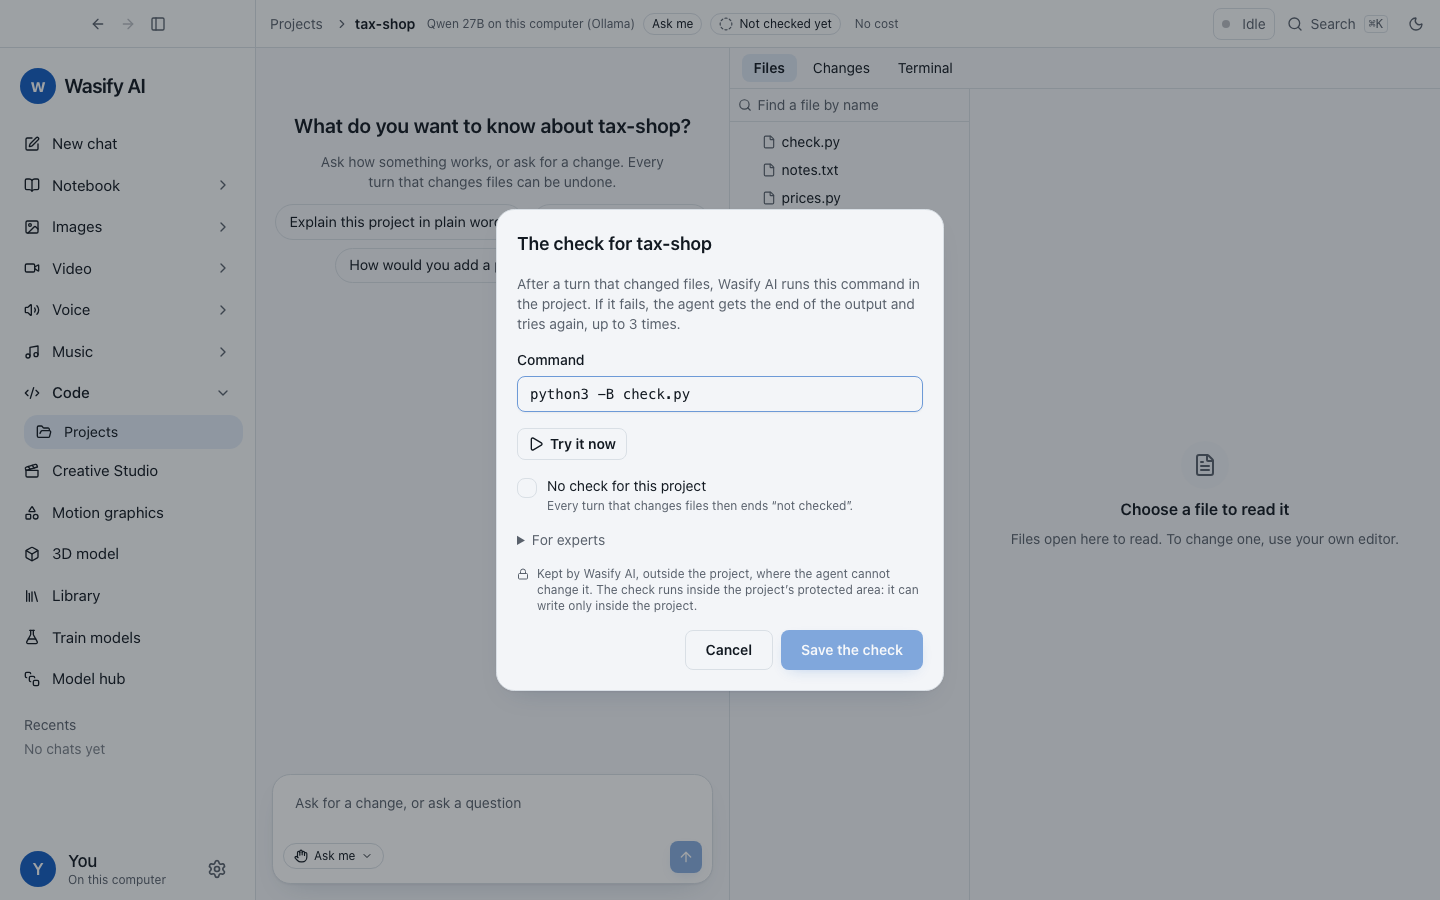 Projects
tax-shop
Qwen 27B on this computer (Ollama)
Ask me
Not checked yet
No cost
Idle
Search
⌘K
W
Wasify AI
New chat
Notebook
Images
Video
Voice
Music
Code
Projects
Creative Studio
Motion graphics
3D model
Library
Train models
Model hub
Recents
No chats yet
Y
You
On this computer
What do you want to know about tax-shop?
Ask how something works, or ask for a change. Every
turn that changes files can be undone.
Explain this project in plain
How would you add a
Ask for a change, or ask a question
Ask me
Files
Changes
Terminal
Find a file by name
check.py
notes.txt
prices.py
Choose a file to read it
Files open here to read. To change one, use your own editor.
The check for tax-shop
After a turn that changed files, Wasify AI runs this command in
the project. If it fails, the agent gets the end of the output and
tries again, up to 3 times.
Command
python3 -B check.py
Try it now
No check for this project
Every turn that changes files then ends “not checked”.
For experts
Kept by Wasify AI, outside the project, where the agent cannot
change it. The check runs inside the project's protected area: it can
write only inside the project.
Cancel
Save the check